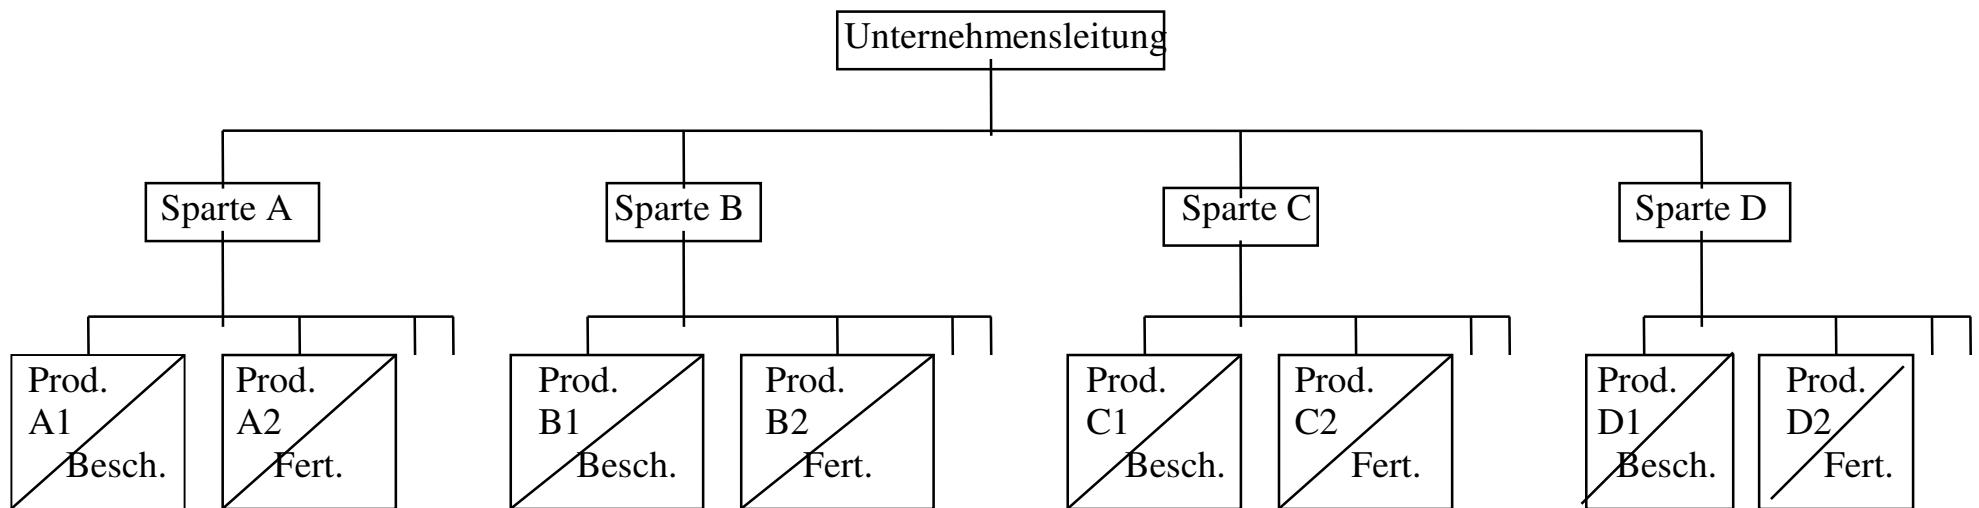 Unternehmensleitung
Sparte A
Sparte B
Sparte C
Sparte D
Prod.
A1
Besch.
Prod.
A2
Fert.
Prod.
B1
Besch.
Prod.
B2
Fert.
Prod.
C1
Besch.
Prod.
C2
Fert.
Prod.
D1
Besch.
Prod.
D2
Fert.